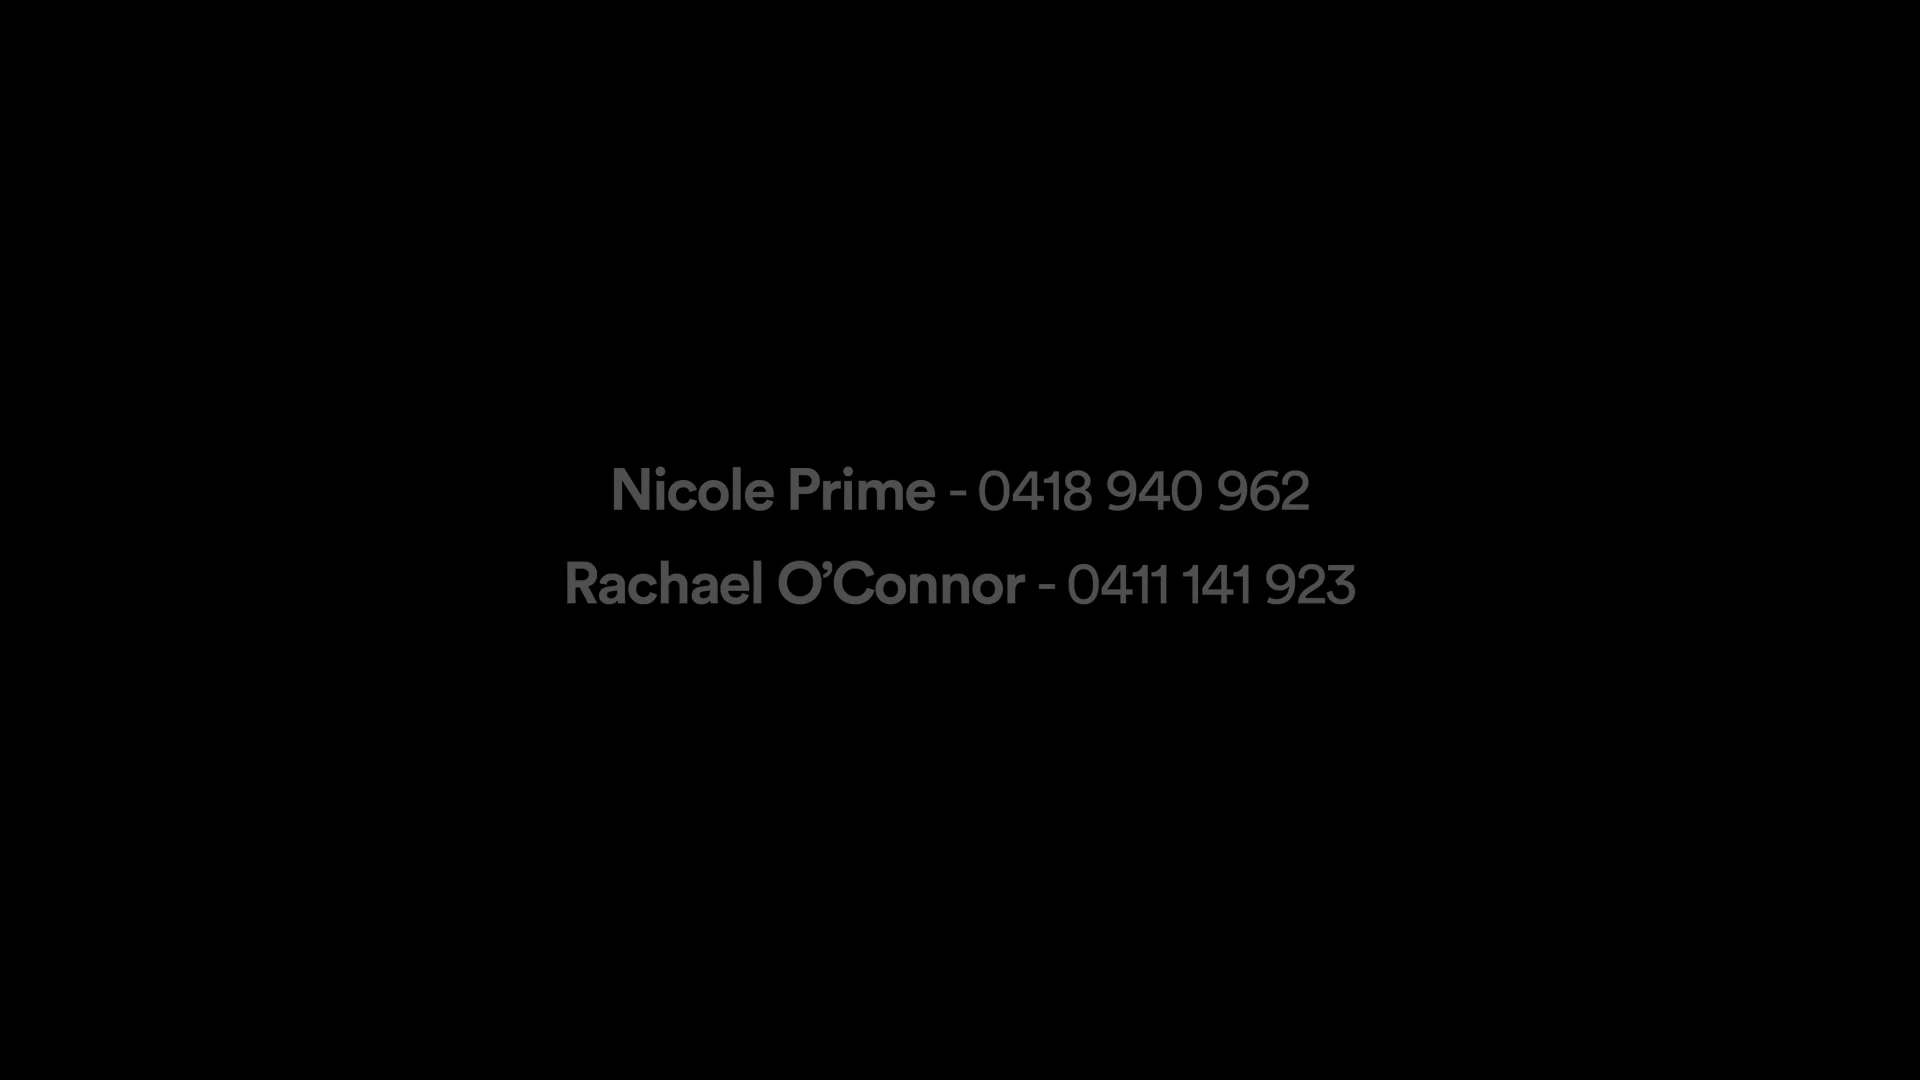 Nicole Prime - 0418 940 962
Rachael O’Connor - 0411 141 923